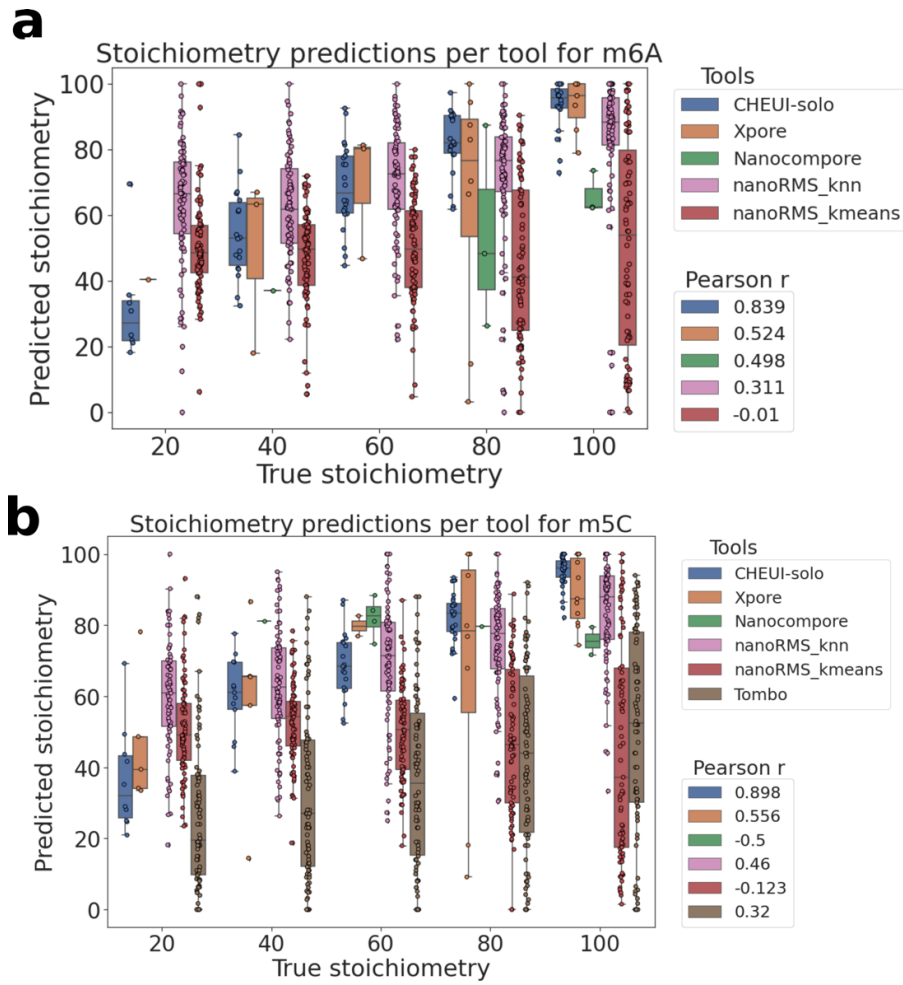 a
Stoichiometry predictions per tool for m6A
Predicted stoichiometry
100
80
60
40
20
0
20 40 60 80 100
True stoichiometry
Tools
CHEUI-solo
Xpore
Nanocompore
nanoRMS_knn
nanoRMS_kmeans
Pearson r
0.839
0.524
0.498
0.311
-0.01
b
Stoichiometry predictions per tool for m5C
Predicted stoichiometry
100
80
60
40
20
0
20 40 60 80 100
True stoichiometry
Tools
CHEUI-solo
Xpore
Nanocompore
nanoRMS_knn
nanoRMS_kmeans
Tombo
Pearson r
0.898
0.556
-0.5
0.46
-0.123
0.32